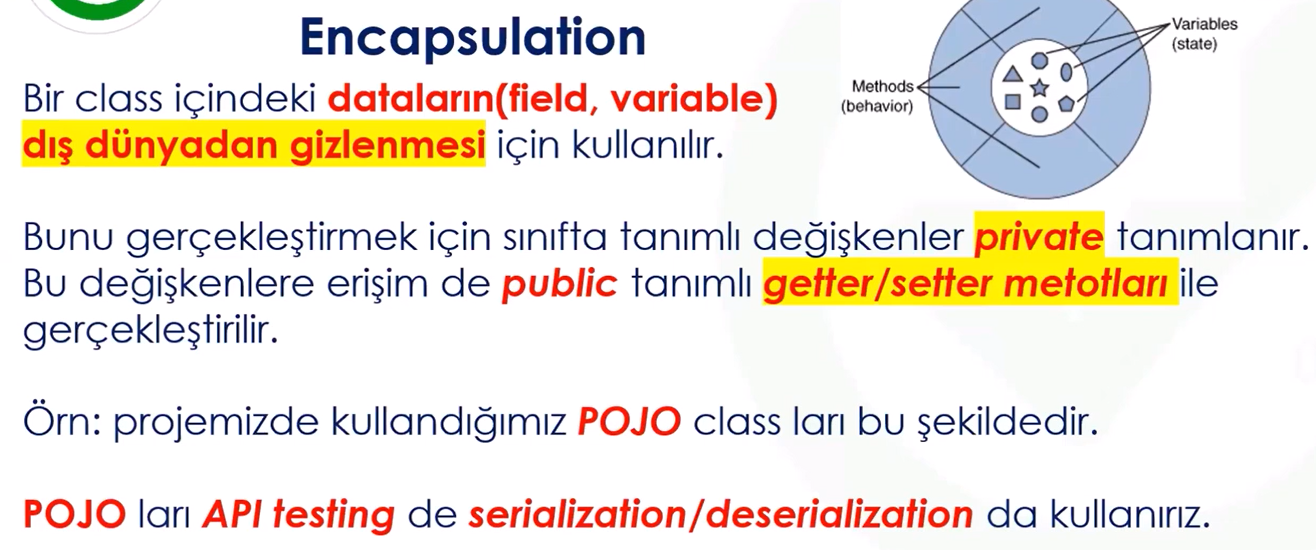 Encapsulation
Bir class içindeki dataların(field, variable)
dış dünyadan gizlenmesi için kullanılır.
Variables
(state)
Methods
(behavior)
Bunu gerçekleştirmek için sınıfta tanımlı değişkenler private tanımlanır.
Bu değişkenlere erişim de public tanımlı getter/setter metotları ile
gerçekleştirilir.
Örn: projemizde kullandığımız POJO class ları bu şekildedir.
POJO ları API testing de serialization/deserialization da kullanırız.